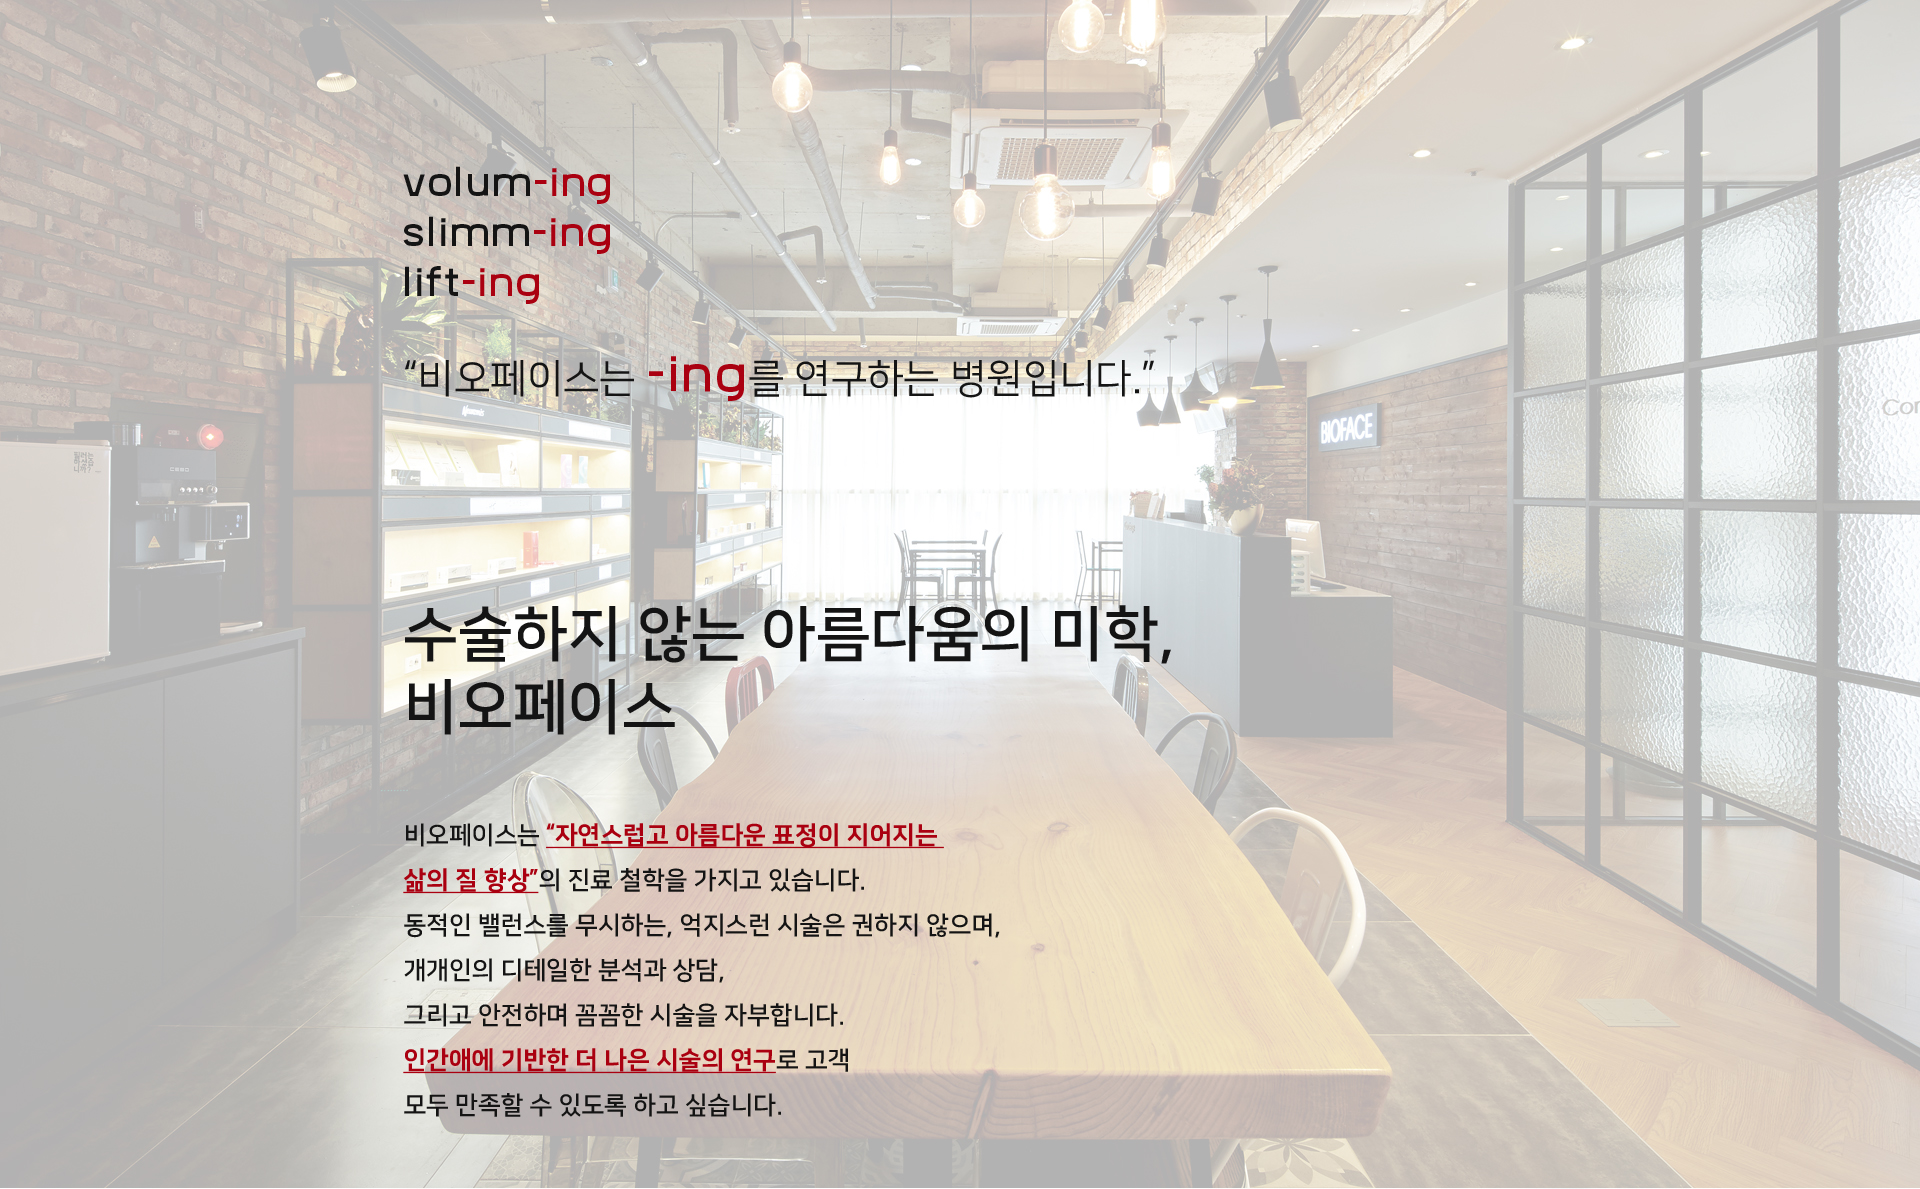 volum-ing
slimm-ing
lift-ing
“비오페이스는 -ing를 연구하는 병원입니다.”
BIOFACE
수술하지 않는 아름다움의 미학,
비오페이스
비오페이스는 “자연스럽고 아름다운 표정이 지어지는
삶의 질 향상”의 진료 철학을 가지고 있습니다.
동적인 밸런스를 무시하는, 억지스런 시술은 권하지 않으며,
개개인의 디테일한 분석과 상담,
그리고 안전하며 꼼꼼한 시술을 자부합니다.
인간애에 기반한 더 나은 시술의 연구로 고객
모두 만족할 수 있도록 하고 싶습니다.